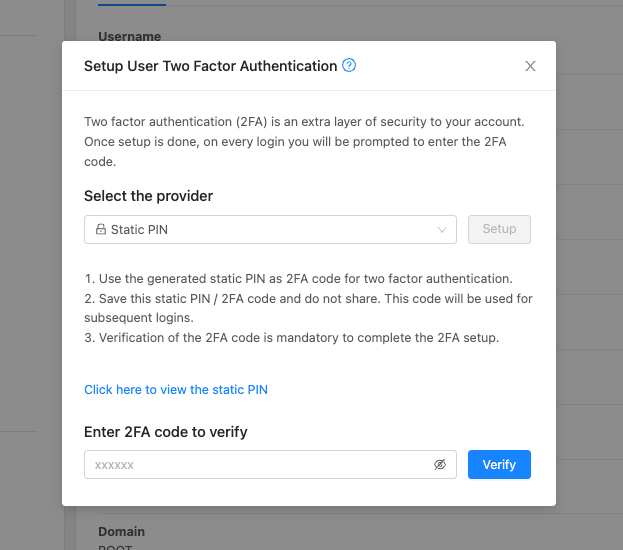 Username
Setup User Two Factor Authentication
Two factor authentication (2FA) is an extra layer of security to your account.
Once setup is done, on every login you will be prompted to enter the 2FA
code.
Select the provider
Static PIN
Setup
1. Use the generated static PIN as 2FA code for two factor authentication.
2. Save this static PIN / 2FA code and do not share. This code will be used for
subsequent logins.
3. Verification of the 2FA code is mandatory to complete the 2FA setup.
Click here to view the static PIN
Enter 2FA code to verify
xxxxxx
Verify
Domain
ROOT